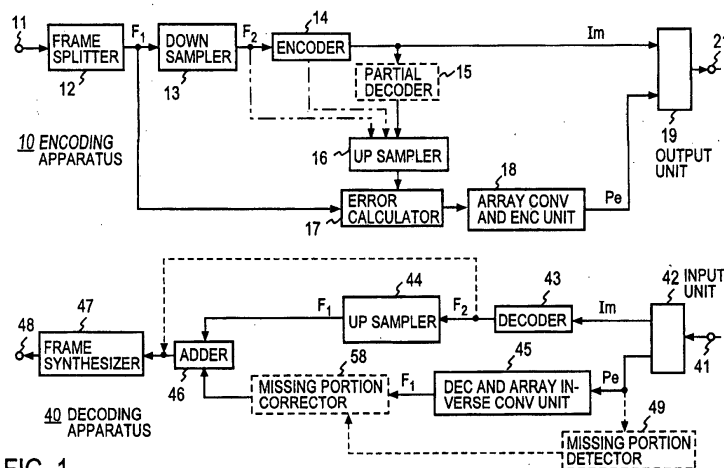 11
FRAME
SPLITTER
12
F1
DOWN
SAMPLER
13
F2
14
ENCODER
PARTIAL
DECODER
15
Im
21
19
OUTPUT
UNIT
10 ENCODING
APPARATUS
16
UP SAMPLER
17
ERROR
CALCULATOR
18
ARRAY CONV
AND ENC UNIT
Pe
48
47
FRAME
SYNTHESIZER
ADDER
46
F1
44
UP SAMPLER
F2
43
DECODER
Im
42 INPUT
UNIT
41
58
MISSING PORTION
CORRECTOR
F1
45
DEC AND ARRAY IN-
VERSE CONV UNIT
Pe
49
MISSING PORTION
DETECTOR
40 DECODING
APPARATUS
FIG. 1